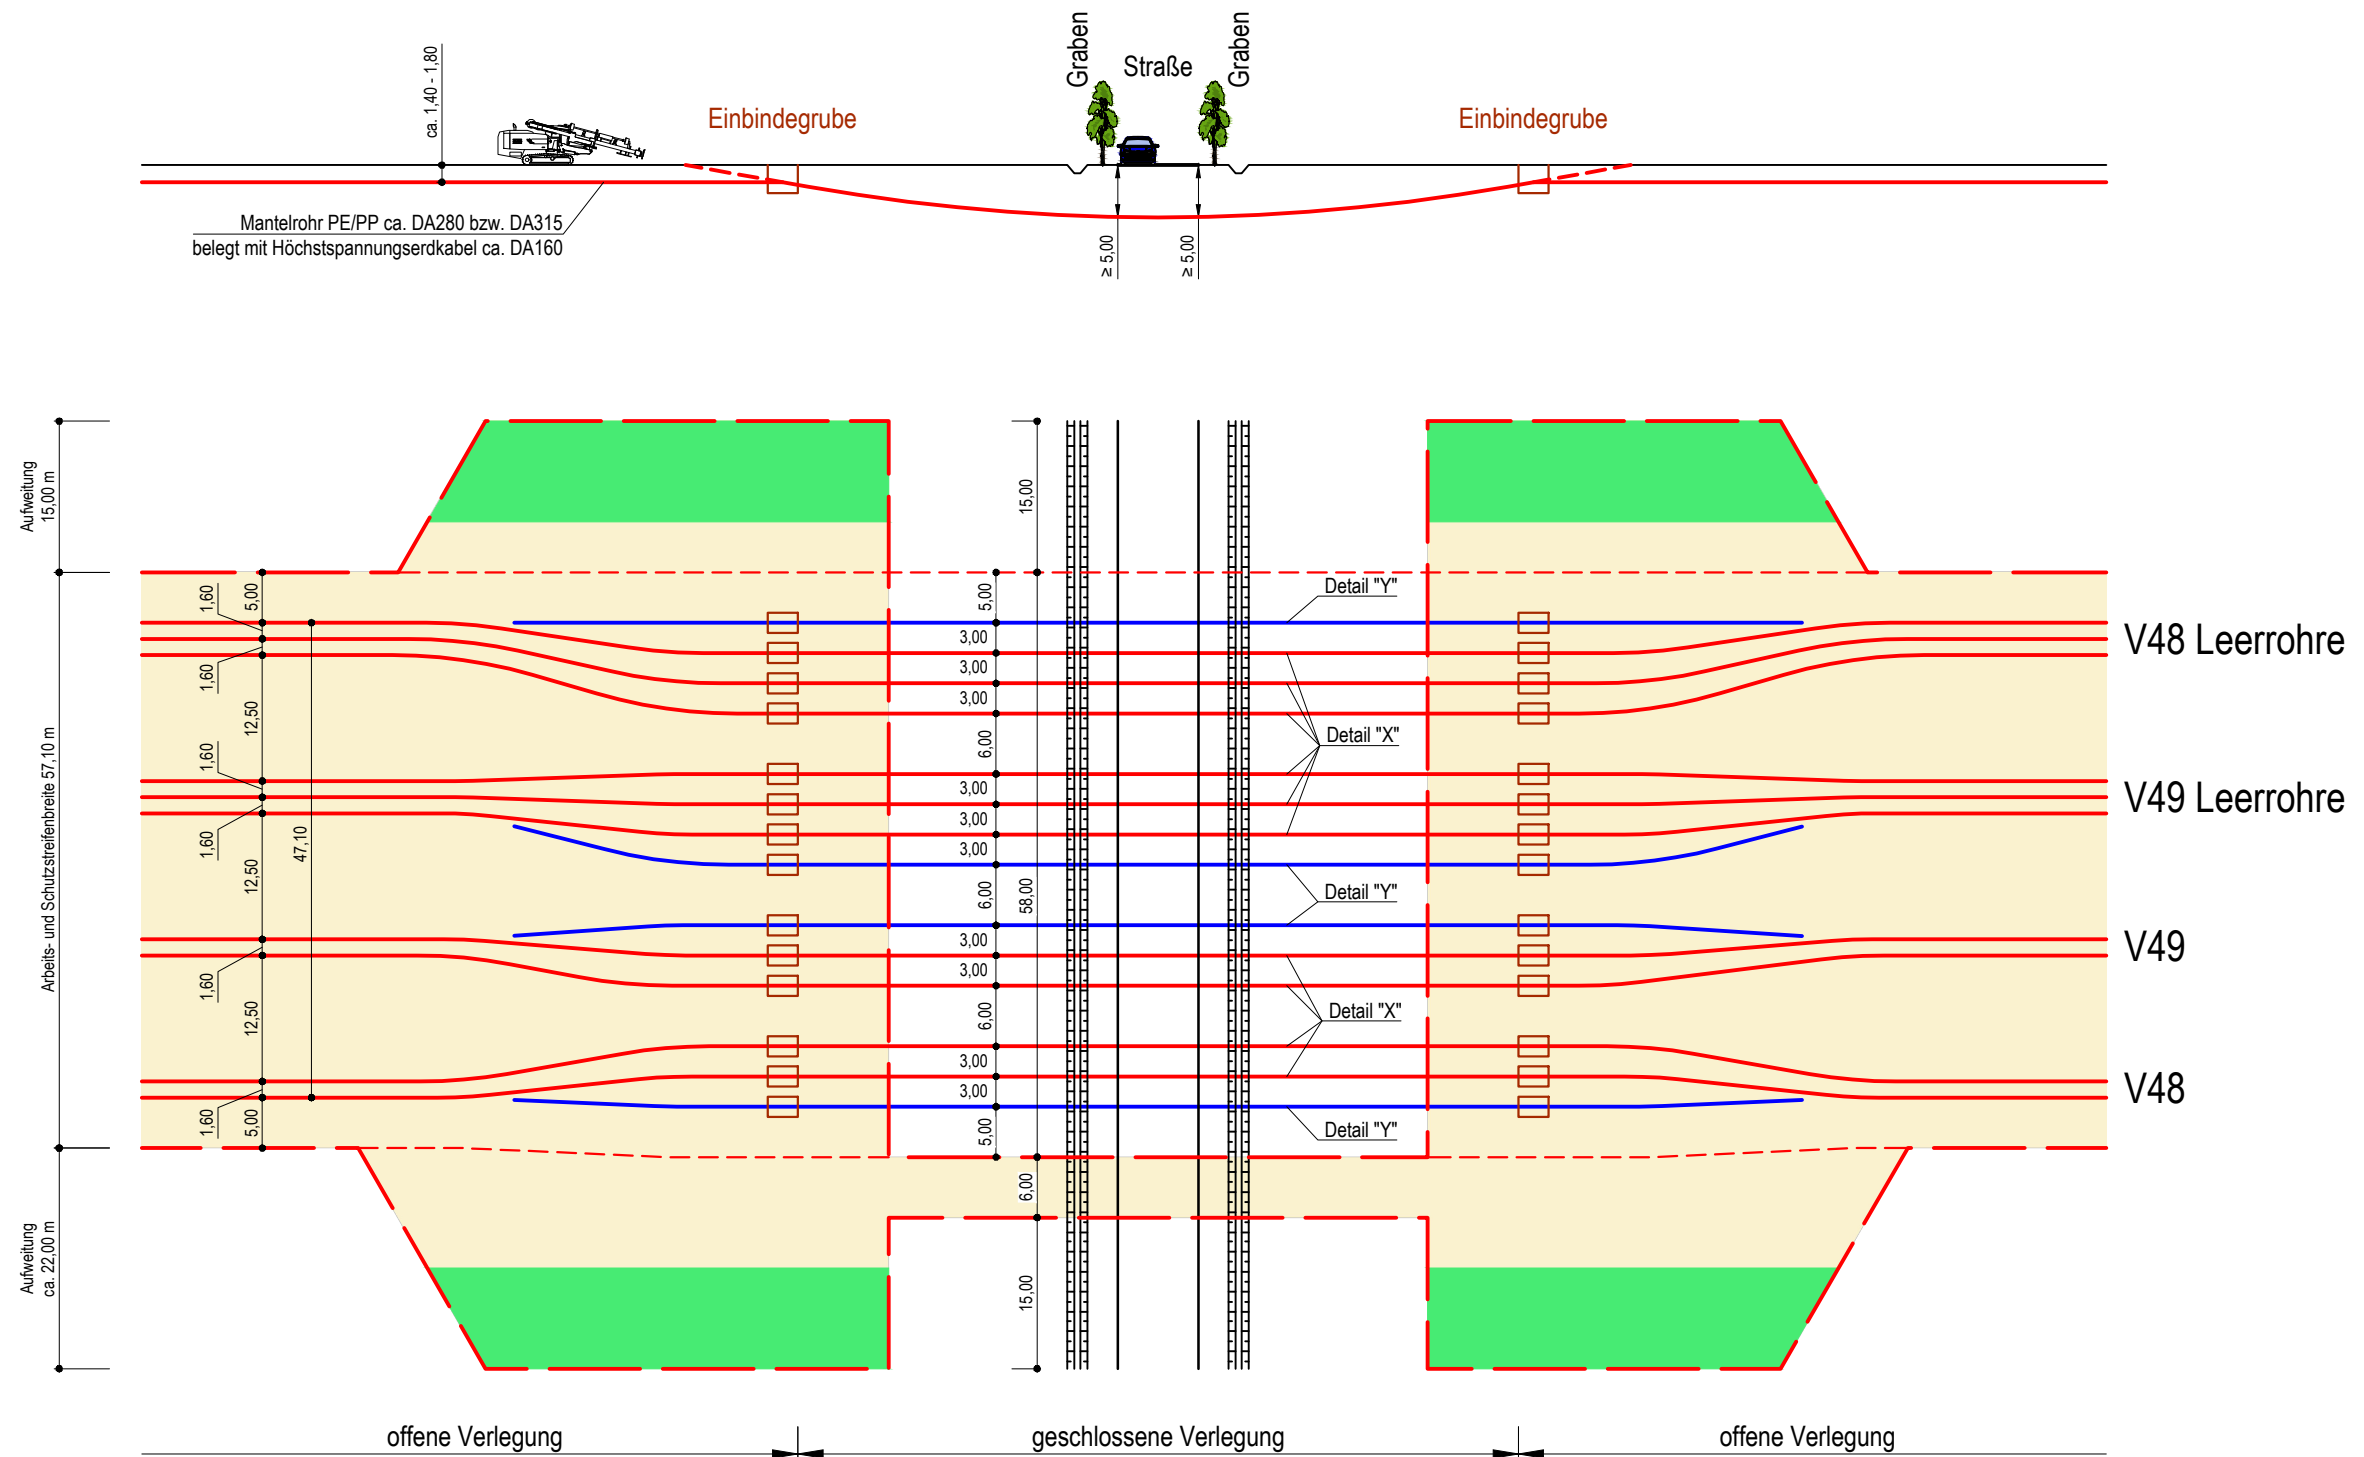 Graben
Straße
Graben
ca. 1,40 - 1,80
Einbindegrube
Einbindegrube
Mantelrohr PE/PP ca. DA280 bzw. DA315
belegt mit Höchstspannungserdkabel ca. DA160
≥ 5,00
≥ 5,00
Aufweitung
15,00 m
15,00
1,60
5,00
5,00
Detail "Y"
3,00
V48 Leerrohre
3,00
1,60
3,00
12,50
Detail "X"
6,00
1,60
3,00
V49 Leerrohre
3,00
1,60
47,10
3,00
Arbeits- und Schutzstreifenbreite 57,10 m
12,50
6,00
58,00
Detail "Y"
3,00
V49
3,00
1,60
12,50
6,00
Detail "X"
3,00
V48
3,00
1,60
5,00
5,00
Detail "Y"
6,00
Aufweitung
ca. 22,00 m
15,00
offene Verlegung
geschlossene Verlegung
offene Verlegung